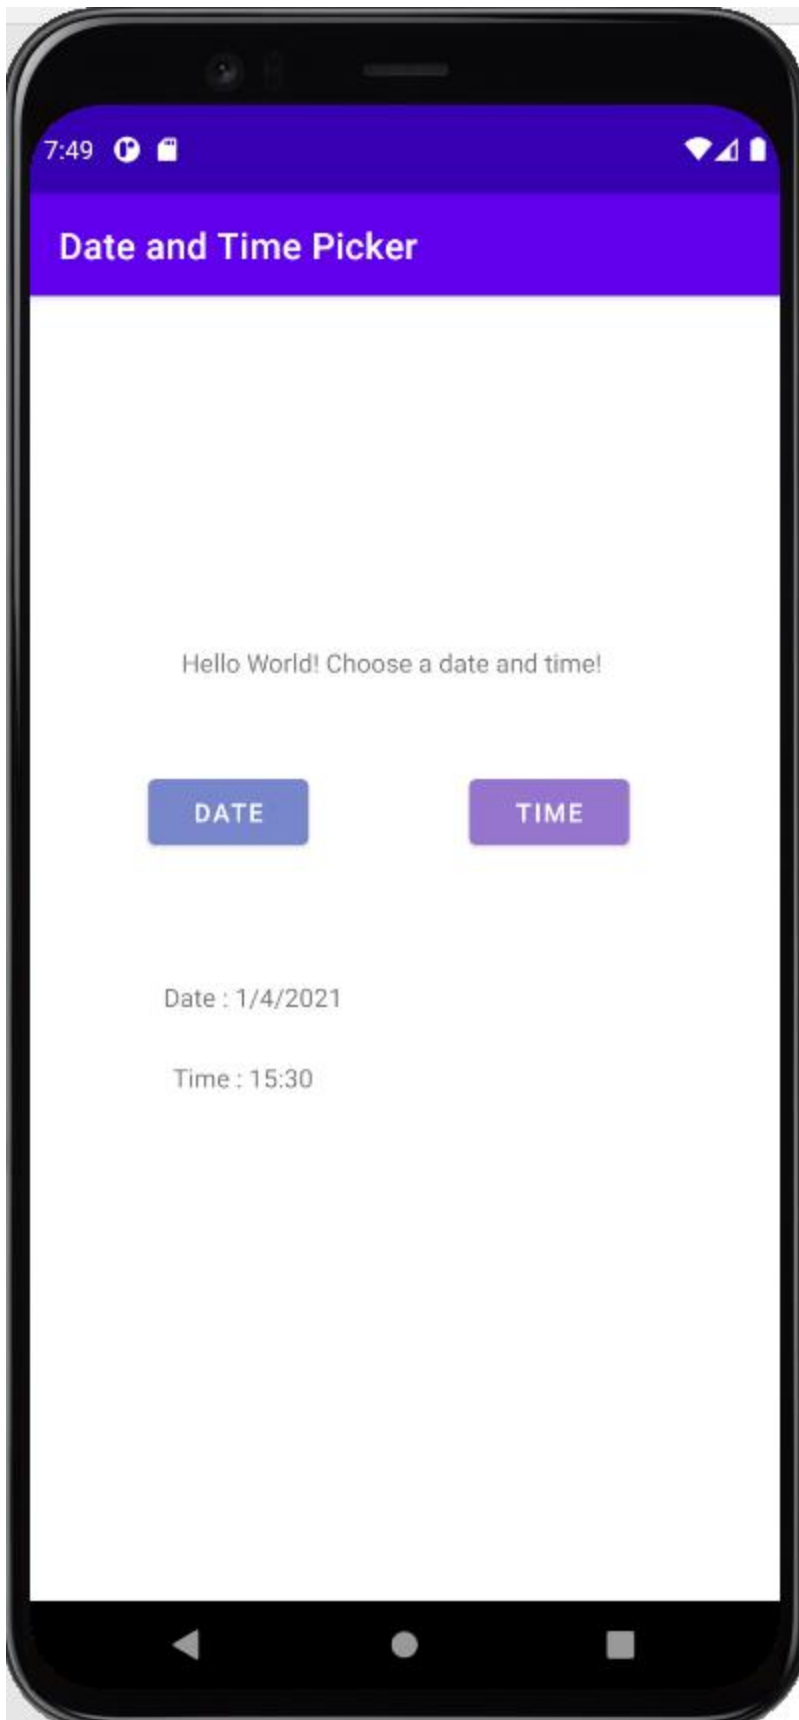 7:49
Date and Time Picker
Hello World! Choose a date and time!
DATE TIME
Date : 1/4/2021
Time : 15:30